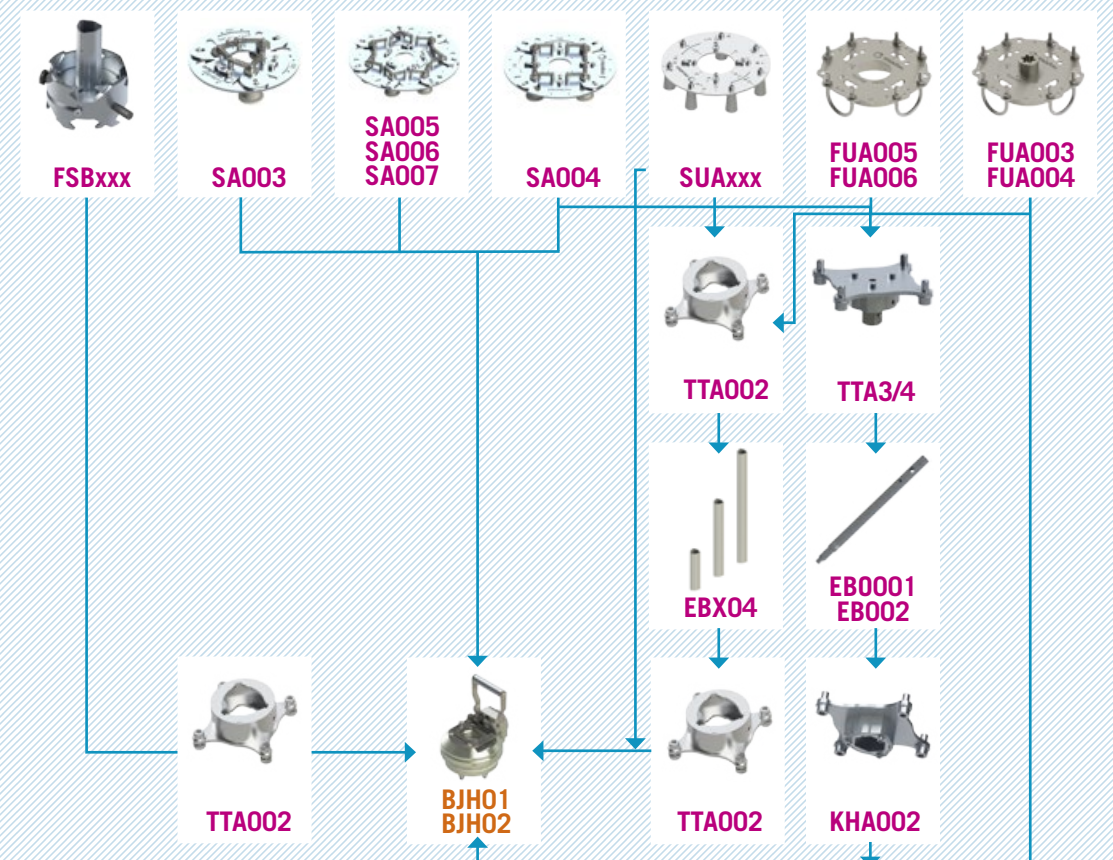 FSBxxx
SA003
SA005
SA006
SA007
SA004
SUAxxx
FUA005
FUA006
FUA003
FUA004
TTA002
TTA3/4
EBX04
EB0001
EB002
TTA002
BJH01
BJH02
TTA002
KHA002